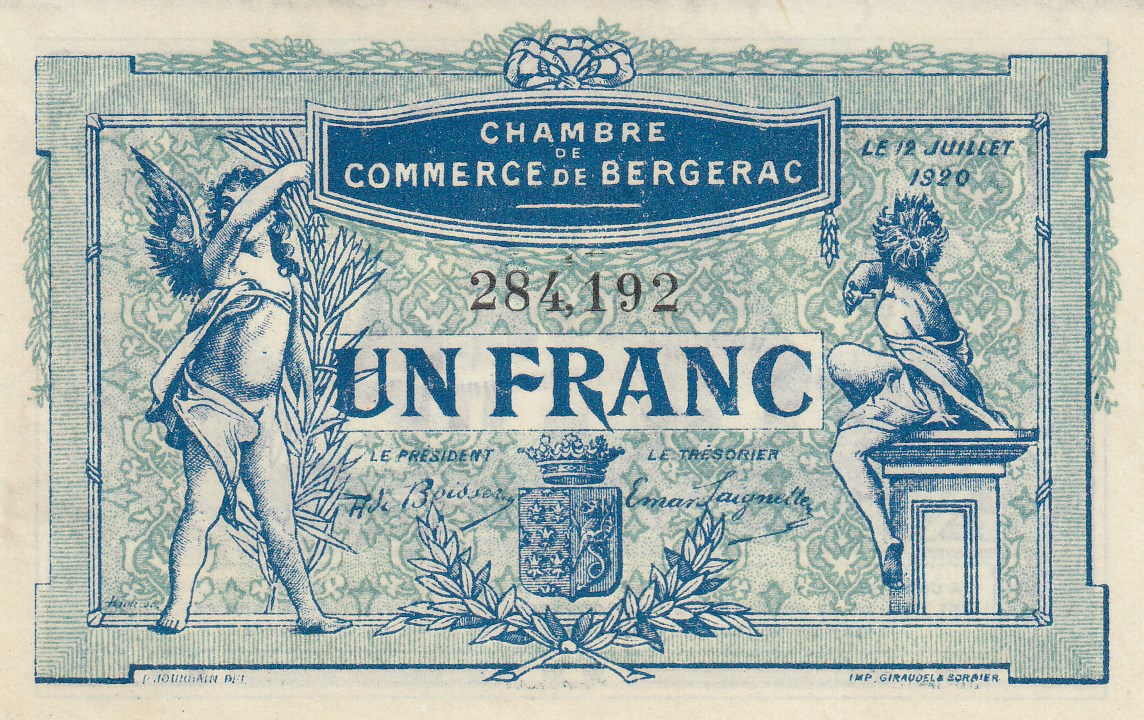 CHAMBRE
DE
COMMERCE DE BERGERAC
LE 12 JUILLET
1920
284,192
UN FRANC
LE PRÉSIDENT
LE TRÉSORIER
P. JOURDAIN DEL.
IMP. GIRAUDEL & SORBIER